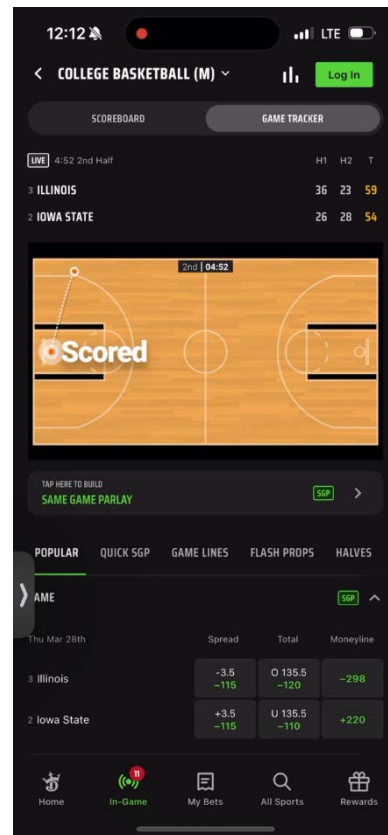 12:12
LTE
COLLEGE BASKETBALL (M)
Log In
SCOREBOARD
GAME TRACKER
LIVE 4:52 2nd Half H1 H2 T
3 ILLINOIS 36 23 59
2 IOWA STATE 26 28 54
2nd | 04:52
Scored
TAP HERE TO BUILD
SAME GAME PARLAY
SGP
POPULAR QUICK SGP GAME LINES FLASH PROPS HALVES
AME SGP
Thu Mar 28th Spread Total Moneyline
3 Illinois -3.5 O 135.5 −298
−115 −120
2 Iowa State +3.5 U 135.5 +220
−115 −110
11
Home In-Game My Bets All Sports Rewards